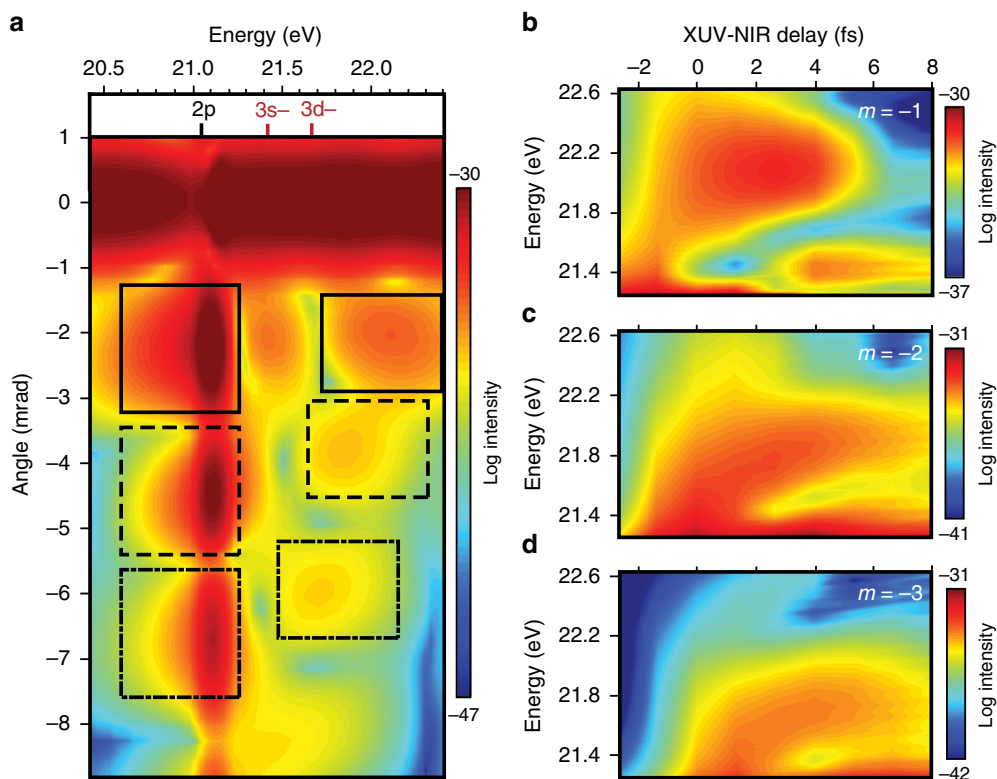 a
Energy (eV)
20.5 21.0 21.5 22.0
2p 3s– 3d–
Angle (mrad)
1
0
–1
–2
–3
–4
–5
–6
–7
–8
–30
Log intensity
–47
b
XUV-NIR delay (fs)
–2 0 2 4 6 8
Energy (eV)
22.6
22.2
21.8
21.4
m = –1
–30
Log intensity
–37
c
Energy (eV)
22.6
22.2
21.8
21.4
m = –2
–31
Log intensity
–41
d
Energy (eV)
22.6
22.2
21.8
21.4
m = –3
–31
Log intensity
–42